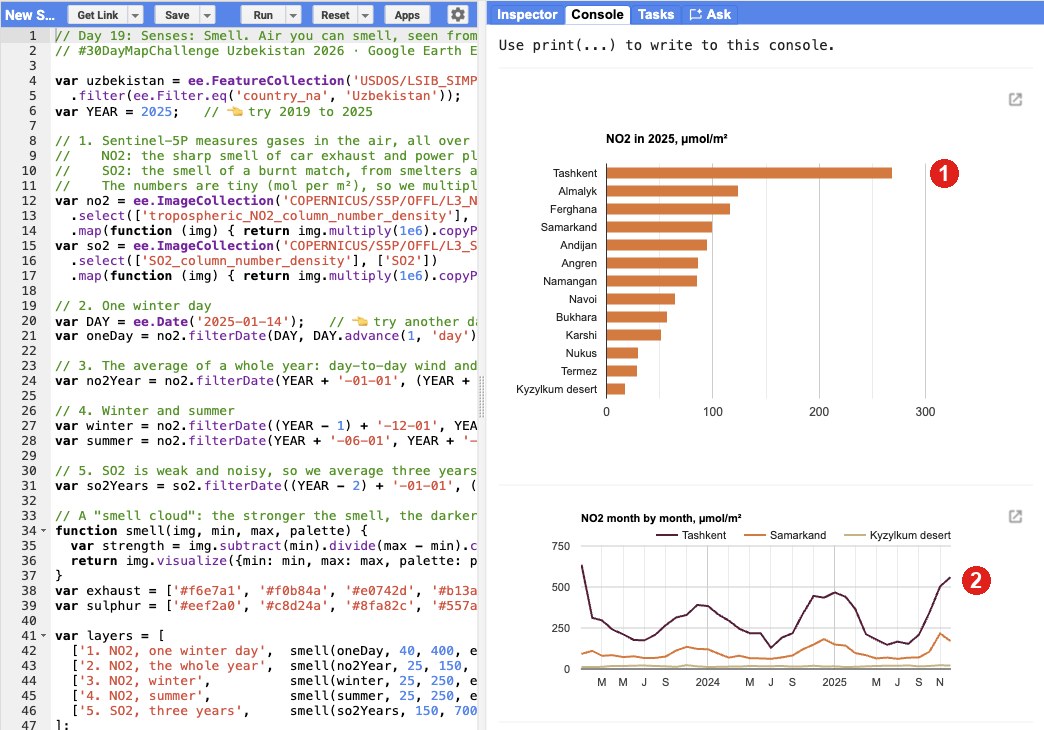 New S...
Get Link
Save
Run
Reset
Apps
1 // Day 19: Senses: Smell. Air you can smell, seen from
2 // #30DayMapChallenge Uzbekistan 2026 · Google Earth E
3
4 var uzbekistan = ee.FeatureCollection('USDOS/LSIB_SIMP
5   .filter(ee.Filter.eq('country_na', 'Uzbekistan'));
6 var YEAR = 2025;   // 👈 try 2019 to 2025
7
8 // 1. Sentinel-5P measures gases in the air, all over
9 //    NO2: the sharp smell of car exhaust and power pl
10 //    SO2: the smell of a burnt match, from smelters a
11 //    The numbers are tiny (mol per m²), so we multipl
12 var no2 = ee.ImageCollection('COPERNICUS/S5P/OFFL/L3_N
13   .select(['tropospheric_NO2_column_number_density'],
14   .map(function (img) { return img.multiply(1e6).copyP
15 var so2 = ee.ImageCollection('COPERNICUS/S5P/OFFL/L3_S
16   .select(['SO2_column_number_density'], ['SO2'])
17   .map(function (img) { return img.multiply(1e6).copyP
18
19 // 2. One winter day
20 var DAY = ee.Date('2025-01-14');   // 👈 try another da
21 var oneDay = no2.filterDate(DAY, DAY.advance(1, 'day')
22
23 // 3. The average of a whole year: day-to-day wind and
24 var no2Year = no2.filterDate(YEAR + '-01-01', (YEAR +
25
26 // 4. Winter and summer
27 var winter = no2.filterDate((YEAR - 1) + '-12-01', YEA
28 var summer = no2.filterDate(YEAR + '-06-01', YEAR + '-
29
30 // 5. SO2 is weak and noisy, so we average three years
31 var so2Years = so2.filterDate((YEAR - 2) + '-01-01', (
32
33 // A "smell cloud": the stronger the smell, the darker
34 function smell(img, min, max, palette) {
35   var strength = img.subtract(min).divide(max - min).c
36   return img.visualize({min: min, max: max, palette: p
37 }
38 var exhaust = ['#f6e7a1', '#f0b84a', '#e0742d', '#b13a
39 var sulphur = ['#eef2a0', '#c8d24a', '#8fa82c', '#557a
40
41 var layers = [
42   ['1. NO2, one winter day',  smell(oneDay, 40, 400, e
43   ['2. NO2, the whole year',  smell(no2Year, 25, 150,
44   ['3. NO2, winter',          smell(winter, 25, 250, e
45   ['4. NO2, summer',          smell(summer, 25, 250, e
46   ['5. SO2, three years',     smell(so2Years, 150, 700
47 ];
Inspector
Console
Tasks
Ask
Use print(...) to write to this console.
NO2 in 2025, µmol/m²
Tashkent
1
Almalyk
Ferghana
Samarkand
Andijan
Angren
Namangan
Navoi
Bukhara
Karshi
Nukus
Termez
Kyzylkum desert
0 100 200 300
NO2 month by month, µmol/m²
Tashkent Samarkand Kyzylkum desert
750
500
2
250
0
M M J S 2024 M J S 2025 M J S N